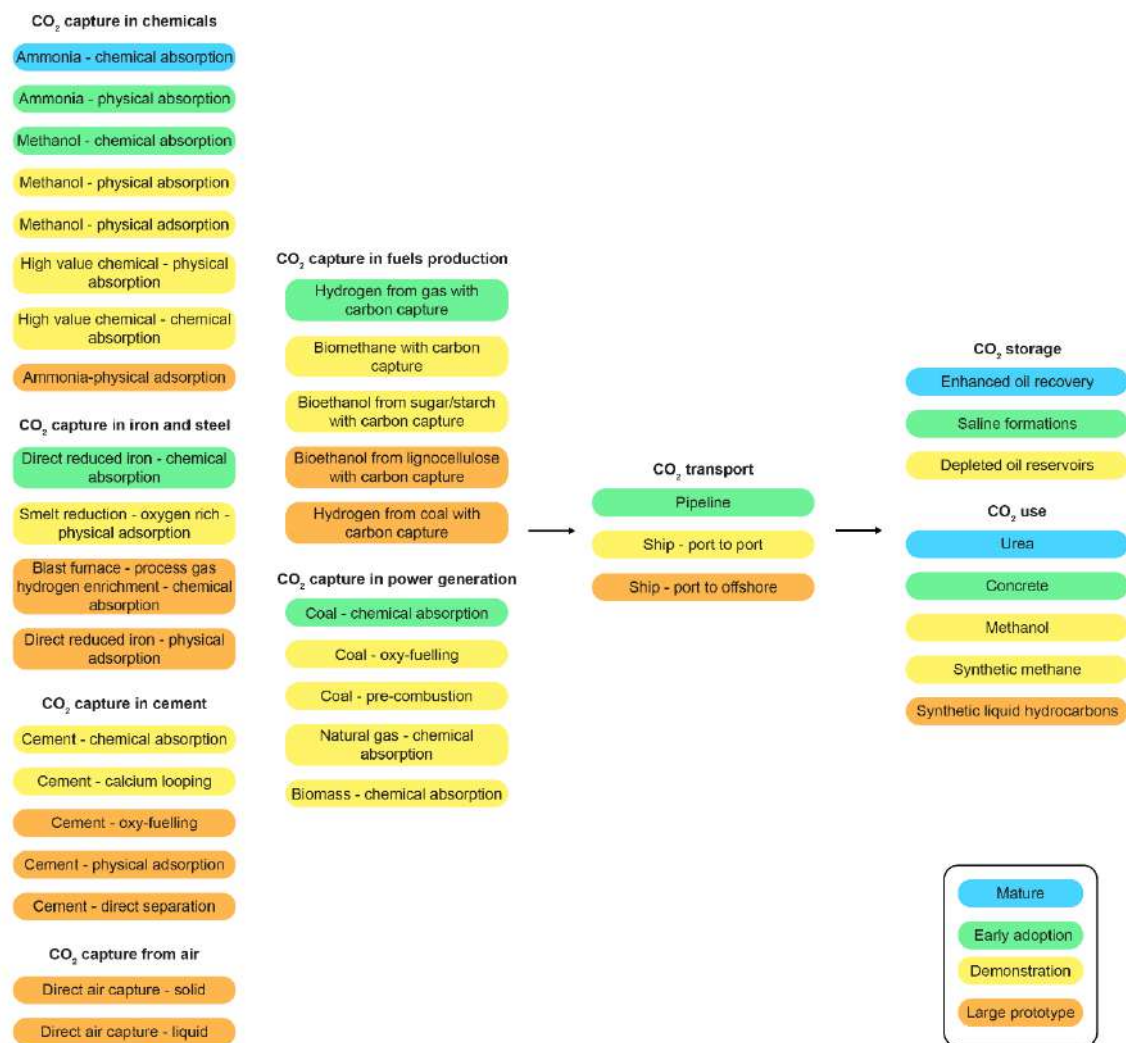 CO₂ capture in chemicals
Ammonia - chemical absorption
Ammonia - physical absorption
Methanol - chemical absorption
Methanol - physical absorption
Methanol - physical adsorption
High value chemical - physical
absorption
High value chemical - chemical
absorption
Ammonia-physical adsorption
CO₂ capture in iron and steel
Direct reduced iron - chemical
absorption
Smelt reduction - oxygen rich -
physical adsorption
Blast furnace - process gas
hydrogen enrichment - chemical
absorption
Direct reduced iron - physical
adsorption
CO₂ capture in cement
Cement - chemical absorption
Cement - calcium looping
Cement - oxy-fuelling
Cement - physical adsorption
Cement - direct separation
CO₂ capture from air
Direct air capture - solid
Direct air capture - liquid
CO₂ capture in fuels production
Hydrogen from gas with
carbon capture
Biomethane with carbon
capture
Bioethanol from sugar/starch
with carbon capture
Bioethanol from lignocellulose
with carbon capture
Hydrogen from coal with
carbon capture
CO₂ capture in power generation
Coal - chemical absorption
Coal - oxy-fuelling
Coal - pre-combustion
Natural gas - chemical
absorption
Biomass - chemical absorption
CO₂ transport
Pipeline
Ship - port to port
Ship - port to offshore
CO₂ storage
Enhanced oil recovery
Saline formations
Depleted oil reservoirs
CO₂ use
Urea
Concrete
Methanol
Synthetic methane
Synthetic liquid hydrocarbons
Mature
Early adoption
Demonstration
Large prototype